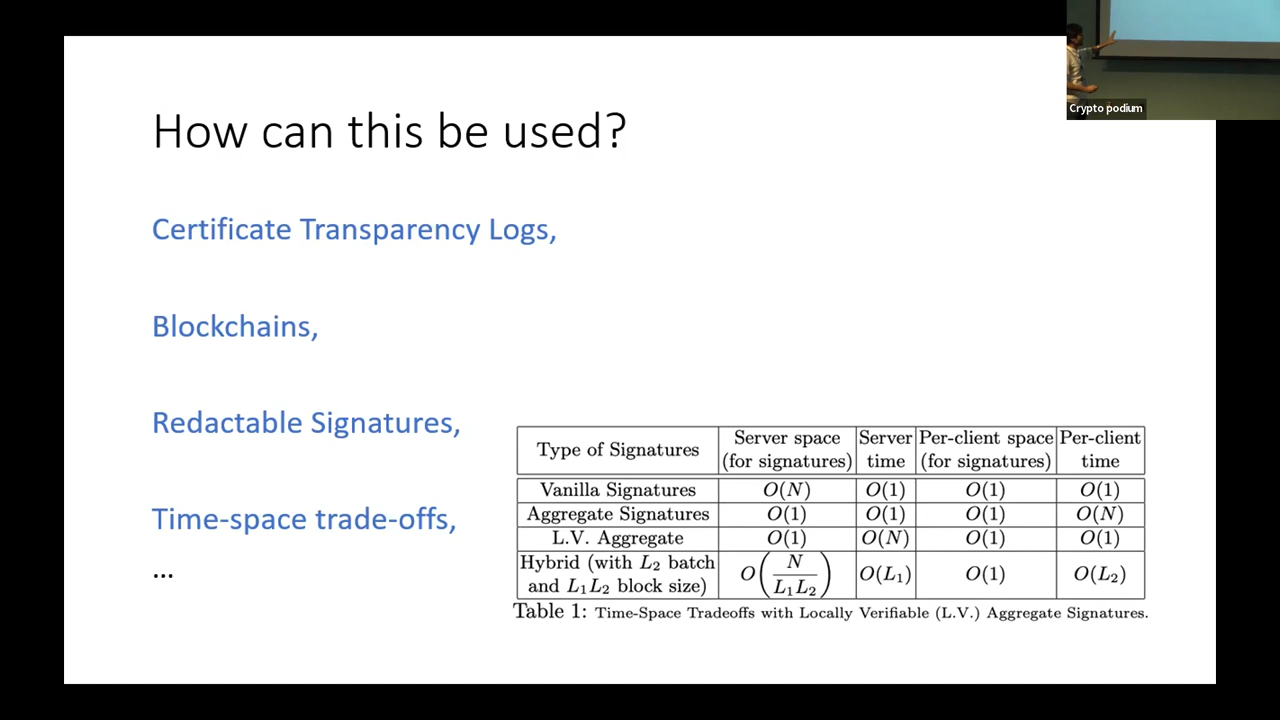 Crypto podium
How can this be used?
Certificate Transparency Logs,
Blockchains,
Redactable Signatures,
Time-space trade-offs,
...
Type of Signatures | Server space (for signatures) | Server time | Per-client space (for signatures) | Per-client time
Vanilla Signatures | O(N) | O(1) | O(1) | O(1)
Aggregate Signatures | O(1) | O(1) | O(1) | O(N)
L.V. Aggregate | O(1) | O(N) | O(1) | O(1)
Hybrid (with L₂ batch and L₁L₂ block size) | O(N/L₁L₂) | O(L₁) | O(1) | O(L₂)
Table 1: Time-Space Tradeoffs with Locally Verifiable (L.V.) Aggregate Signatures.